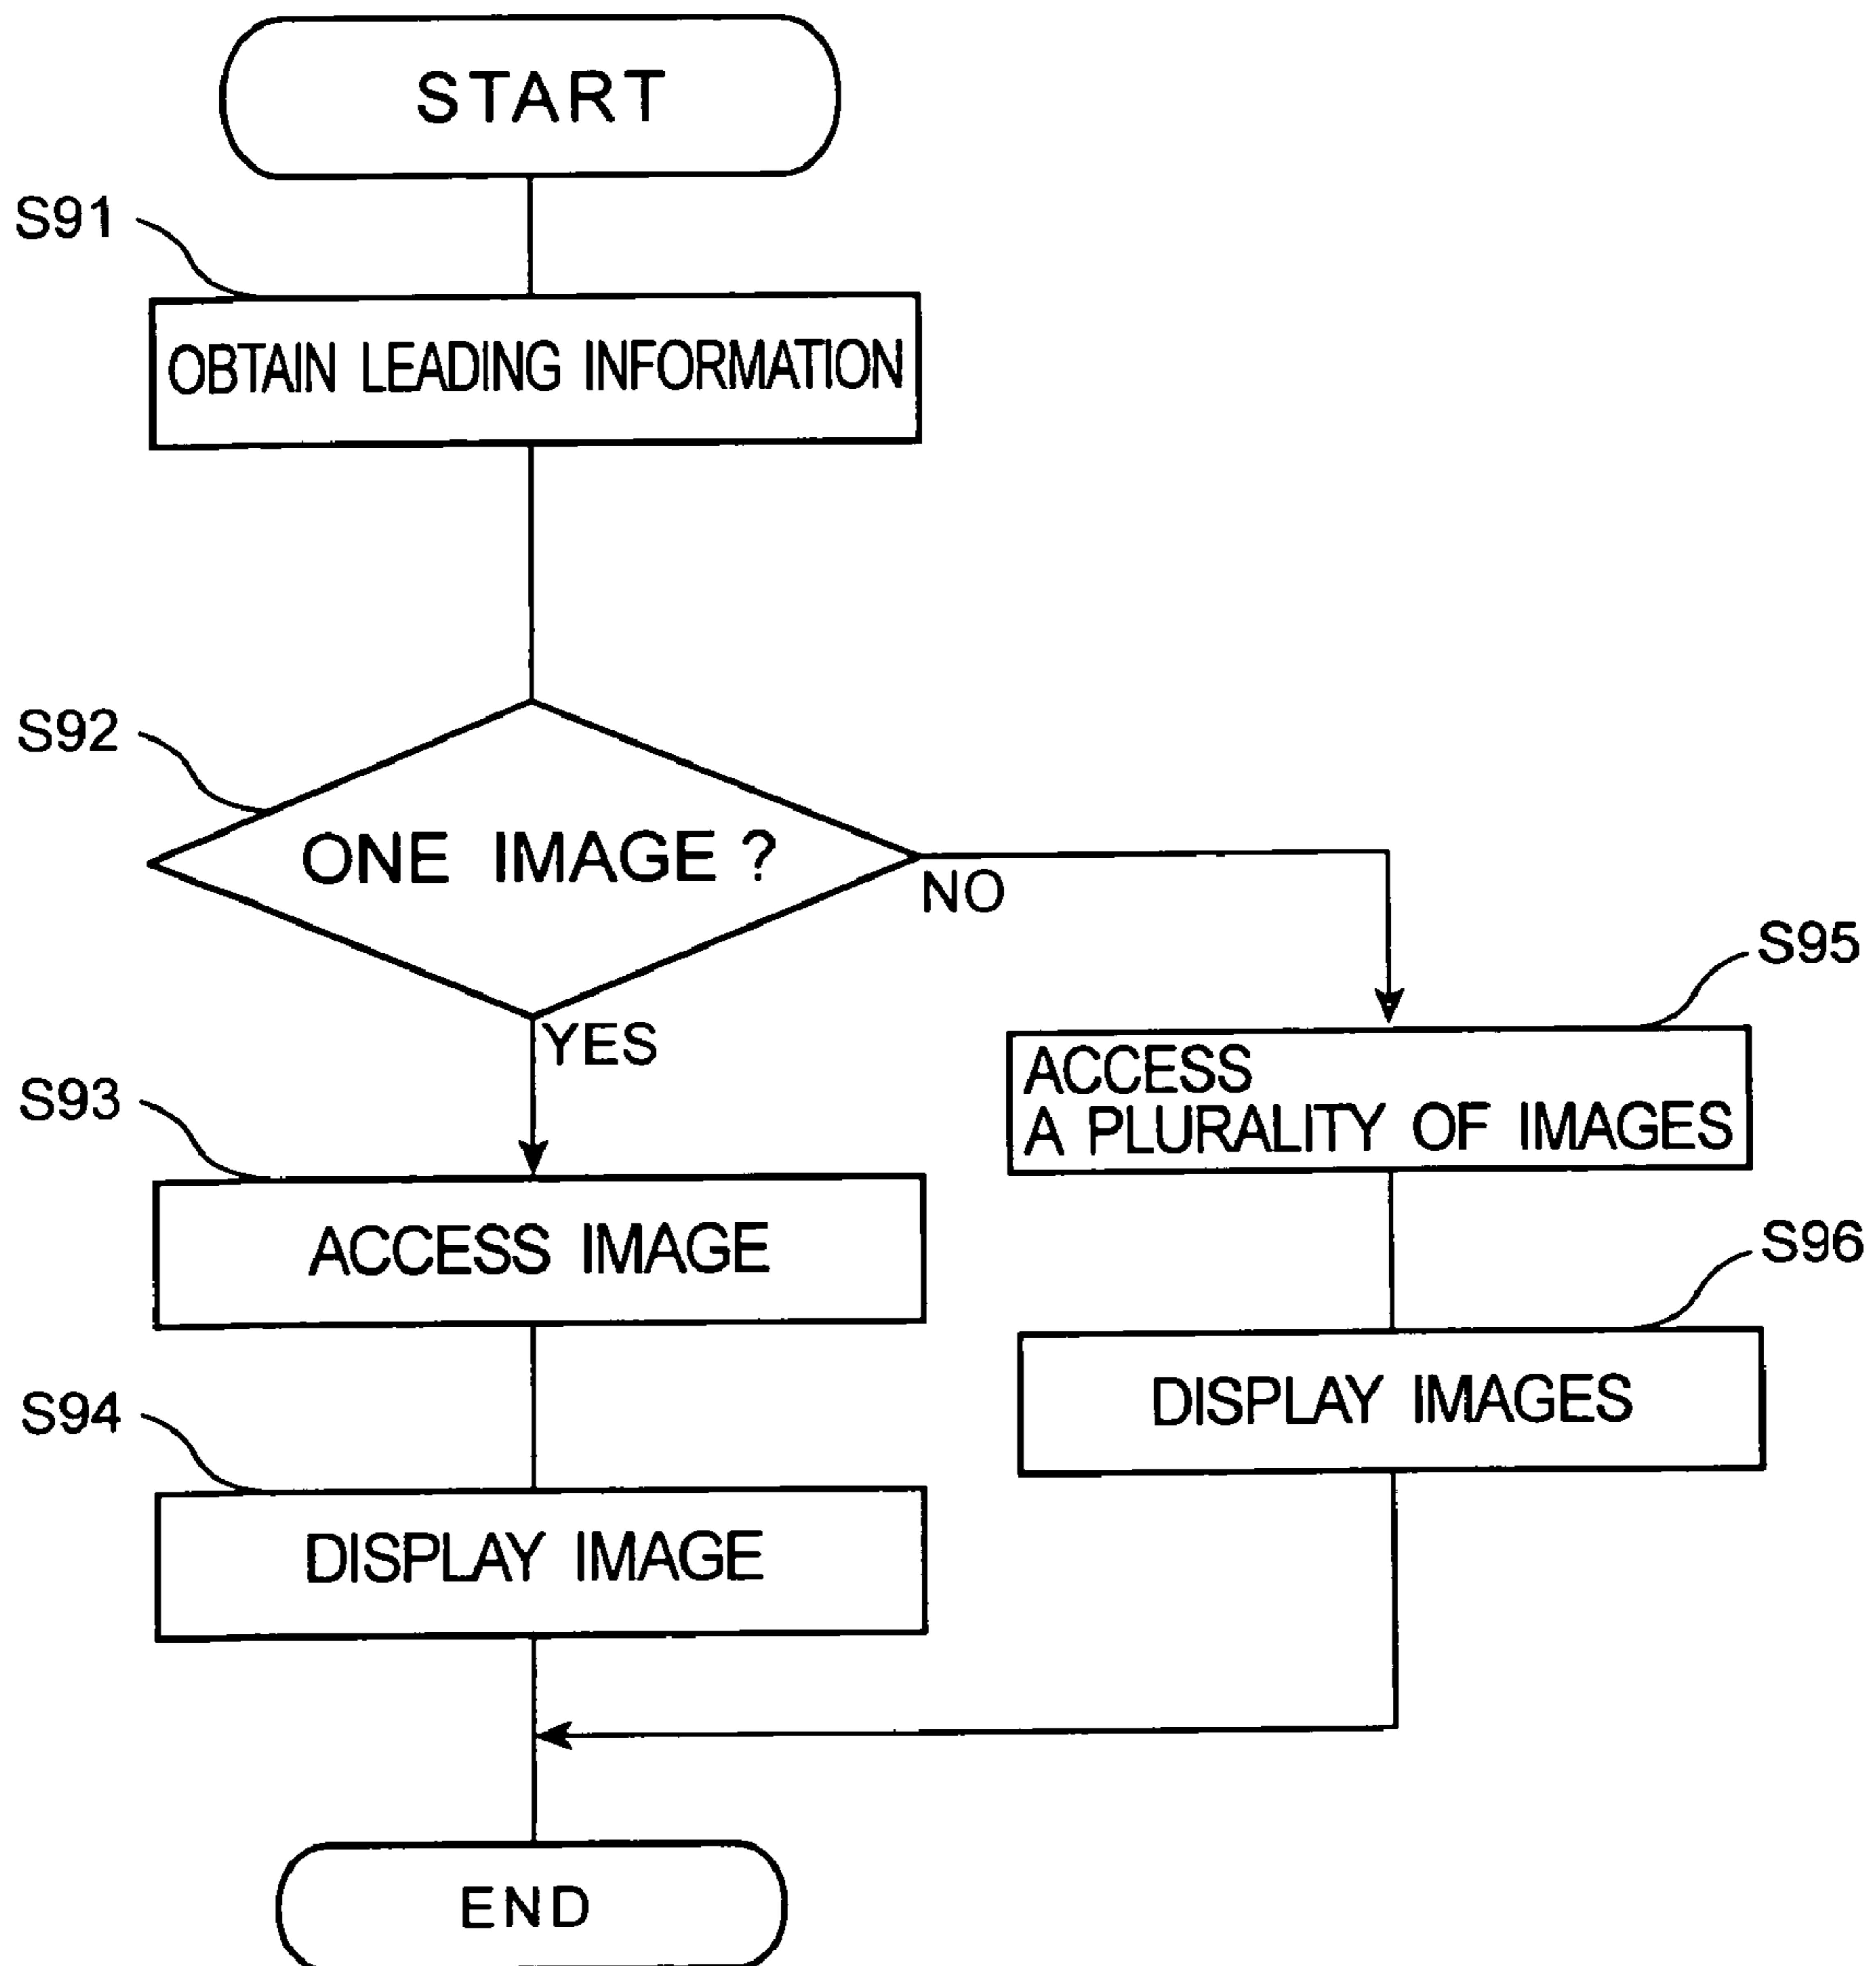 START
S91
OBTAIN LEADING INFORMATION
S92
ONE IMAGE ?
NO
YES
S95
ACCESS
A PLURALITY OF IMAGES
S93
ACCESS IMAGE
S96
DISPLAY IMAGES
S94
DISPLAY IMAGE
END